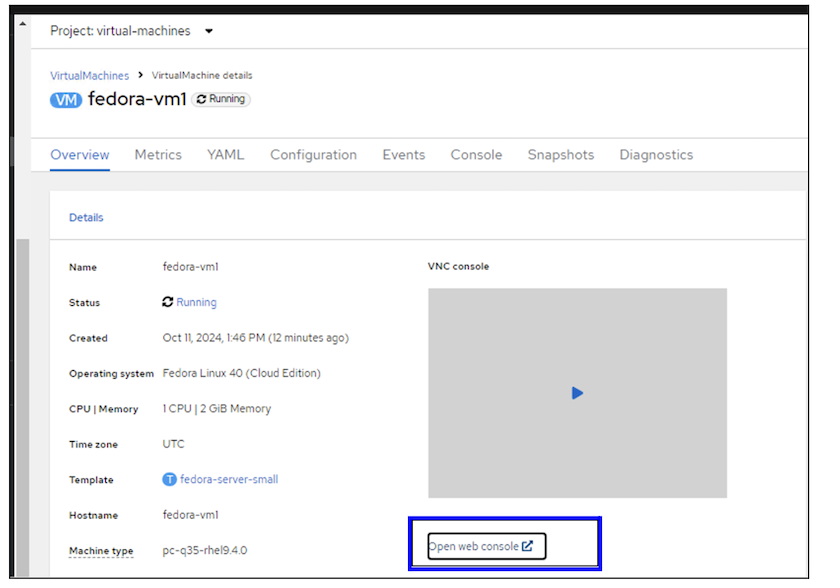 Project: virtual-machines
VirtualMachines > VirtualMachine details
VM fedora-vm1 Running
Overview Metrics YAML Configuration Events Console Snapshots Diagnostics
Details
Name fedora-vm1
VNC console
Status Running
Created Oct 11, 2024, 1:46 PM (12 minutes ago)
Operating system Fedora Linux 40 (Cloud Edition)
CPU | Memory 1 CPU | 2 GiB Memory
Time zone UTC
Template T fedora-server-small
Hostname fedora-vm1
Machine type pc-q35-rhel9.4.0
Open web console